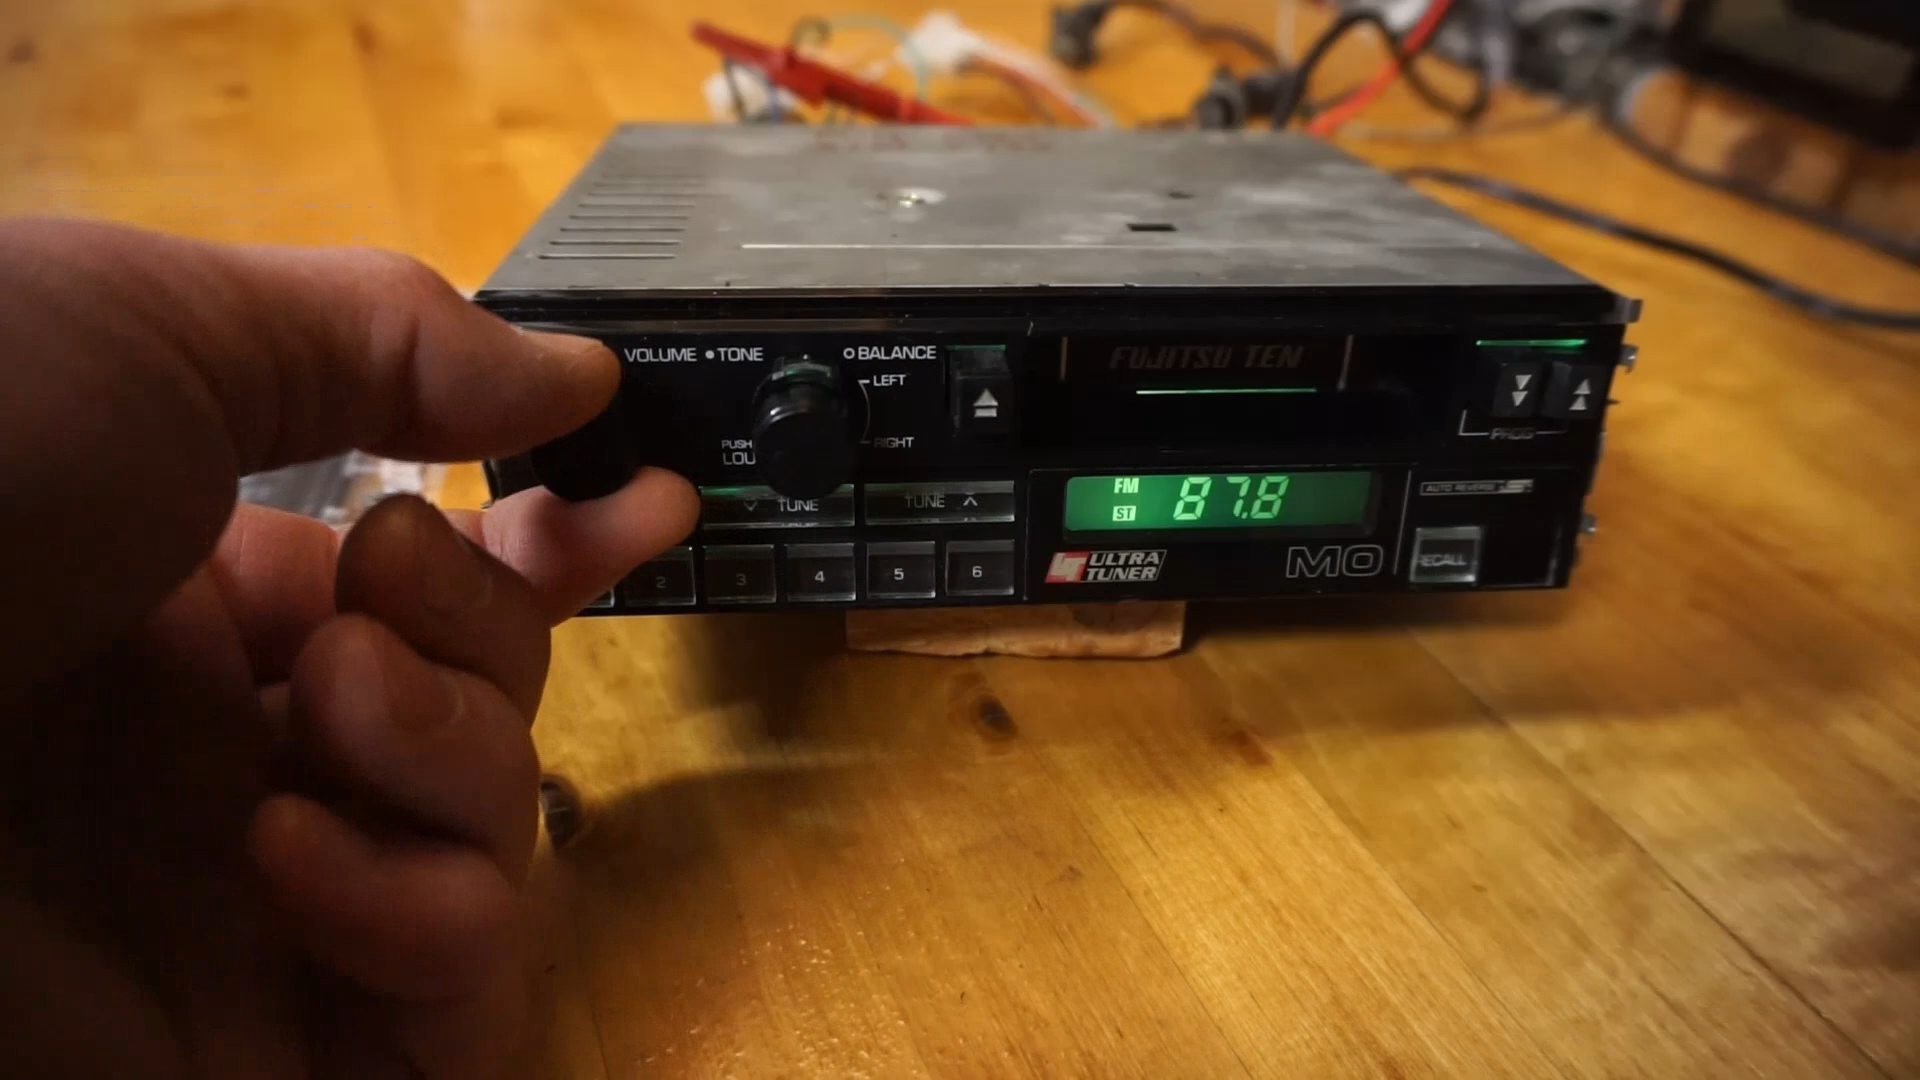 VOLUME • TONE
BALANCE
LEFT
RIGHT
PUSH
LOU
FUJITSU TEN
PROG
TUNE
TUNE
FM
ST
87.8
AUTO REVERSE
2
3
4
5
6
ULTRA
TUNER
MO
RECALL